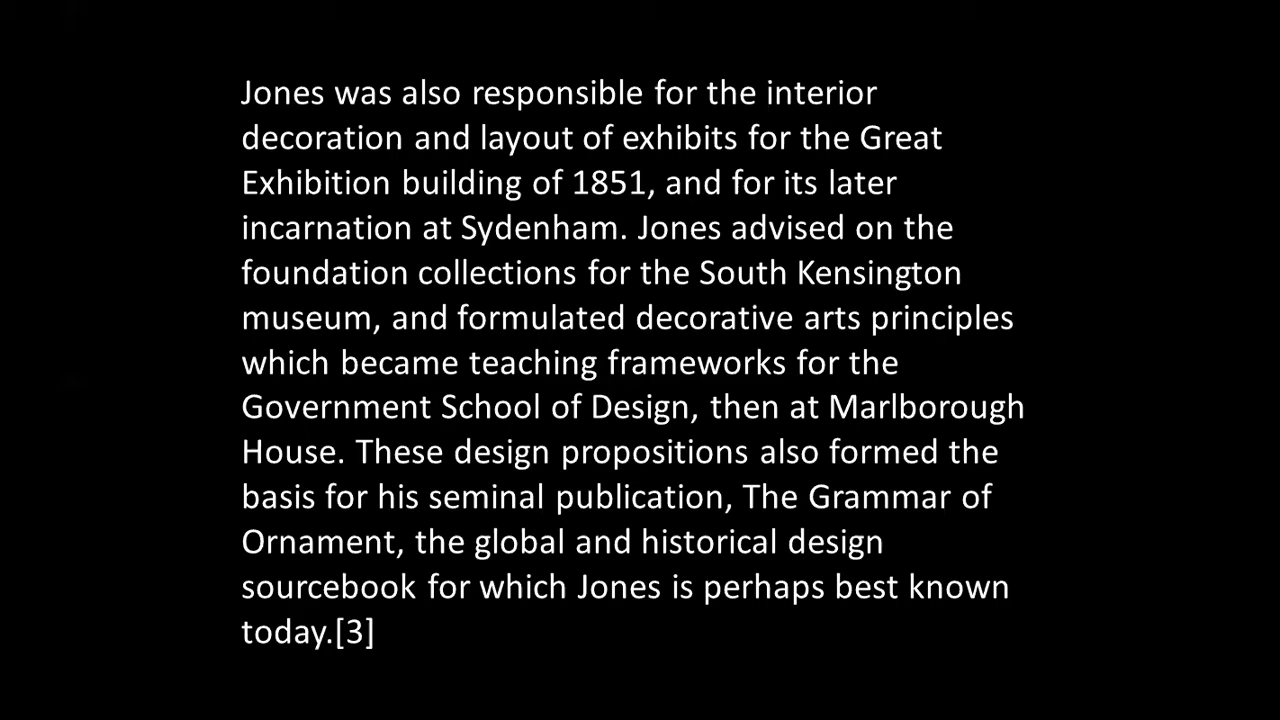 Jones was also responsible for the interior
decoration and layout of exhibits for the Great
Exhibition building of 1851, and for its later
incarnation at Sydenham. Jones advised on the
foundation collections for the South Kensington
museum, and formulated decorative arts principles
which became teaching frameworks for the
Government School of Design, then at Marlborough
House. These design propositions also formed the
basis for his seminal publication, The Grammar of
Ornament, the global and historical design
sourcebook for which Jones is perhaps best known
today.[3]